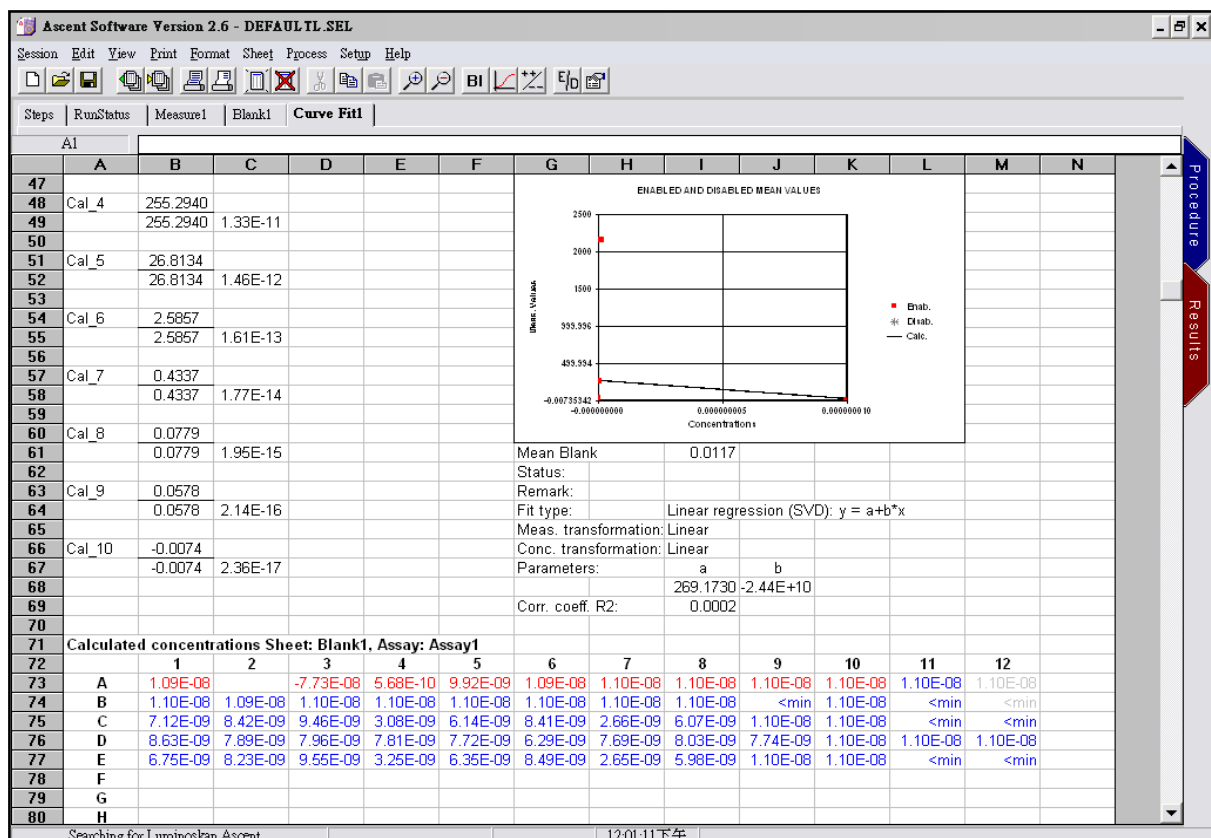 Ascent Software Version 2.6 - DEFAULTL.SEL
Session Edit View Print Format Sheet Process Setup Help
BI E/D
Steps RunStatus Measure1 Blank1 Curve Fit1
A1
A B C D E F G H I J K L M N
47
48 Cal_4 255.2940
49 255.2940 1.33E-11
50
51 Cal_5 26.8134
52 26.8134 1.46E-12
53
54 Cal_6 2.5857
55 2.5857 1.61E-13
56
57 Cal_7 0.4337
58 0.4337 1.77E-14
59
60 Cal_8 0.0779
61 0.0779 1.95E-15 Mean Blank 0.0117
62 Status:
63 Cal_9 0.0578 Remark:
64 0.0578 2.14E-16 Fit type: Linear regression (SVD): y = a+b*x
65 Meas. transformation: Linear
66 Cal_10 -0.0074 Conc. transformation: Linear
67 -0.0074 2.36E-17 Parameters: a b
68 269.1730 -2.44E+10
69 Corr. coeff. R2: 0.0002
70
71 Calculated concentrations Sheet: Blank1, Assay: Assay1
72 1 2 3 4 5 6 7 8 9 10 11 12
73 A 1.09E-08 -7.73E-08 5.68E-10 9.92E-09 1.09E-08 1.10E-08 1.10E-08 1.10E-08 1.10E-08 1.10E-08 1.10E-08
74 B 1.10E-08 1.09E-08 1.10E-08 1.10E-08 1.10E-08 1.10E-08 1.10E-08 1.10E-08 <min 1.10E-08 <min <min
75 C 7.12E-09 8.42E-09 9.46E-09 3.08E-09 6.14E-09 8.41E-09 2.66E-09 6.07E-09 1.10E-08 1.10E-08 <min <min
76 D 8.63E-09 7.89E-09 7.96E-09 7.81E-09 7.72E-09 6.29E-09 7.69E-09 8.03E-09 7.74E-09 1.10E-08 1.10E-08 1.10E-08
77 E 6.75E-09 8.23E-09 9.55E-09 3.25E-09 6.35E-09 8.49E-09 2.65E-09 5.98E-09 1.10E-08 1.10E-08 <min <min
78 F
79 G
80 H
ENABLED AND DISABLED MEAN VALUES
Meas. Values
2500
2000
1500
999.996
499.994
-0.00735342
-0.000000000 0.000000005 0.000000010
Concentrations
Enab.
Disab.
Calc.
Procedure
Results
Searching for Luminoskan Ascent 12:01:11下午